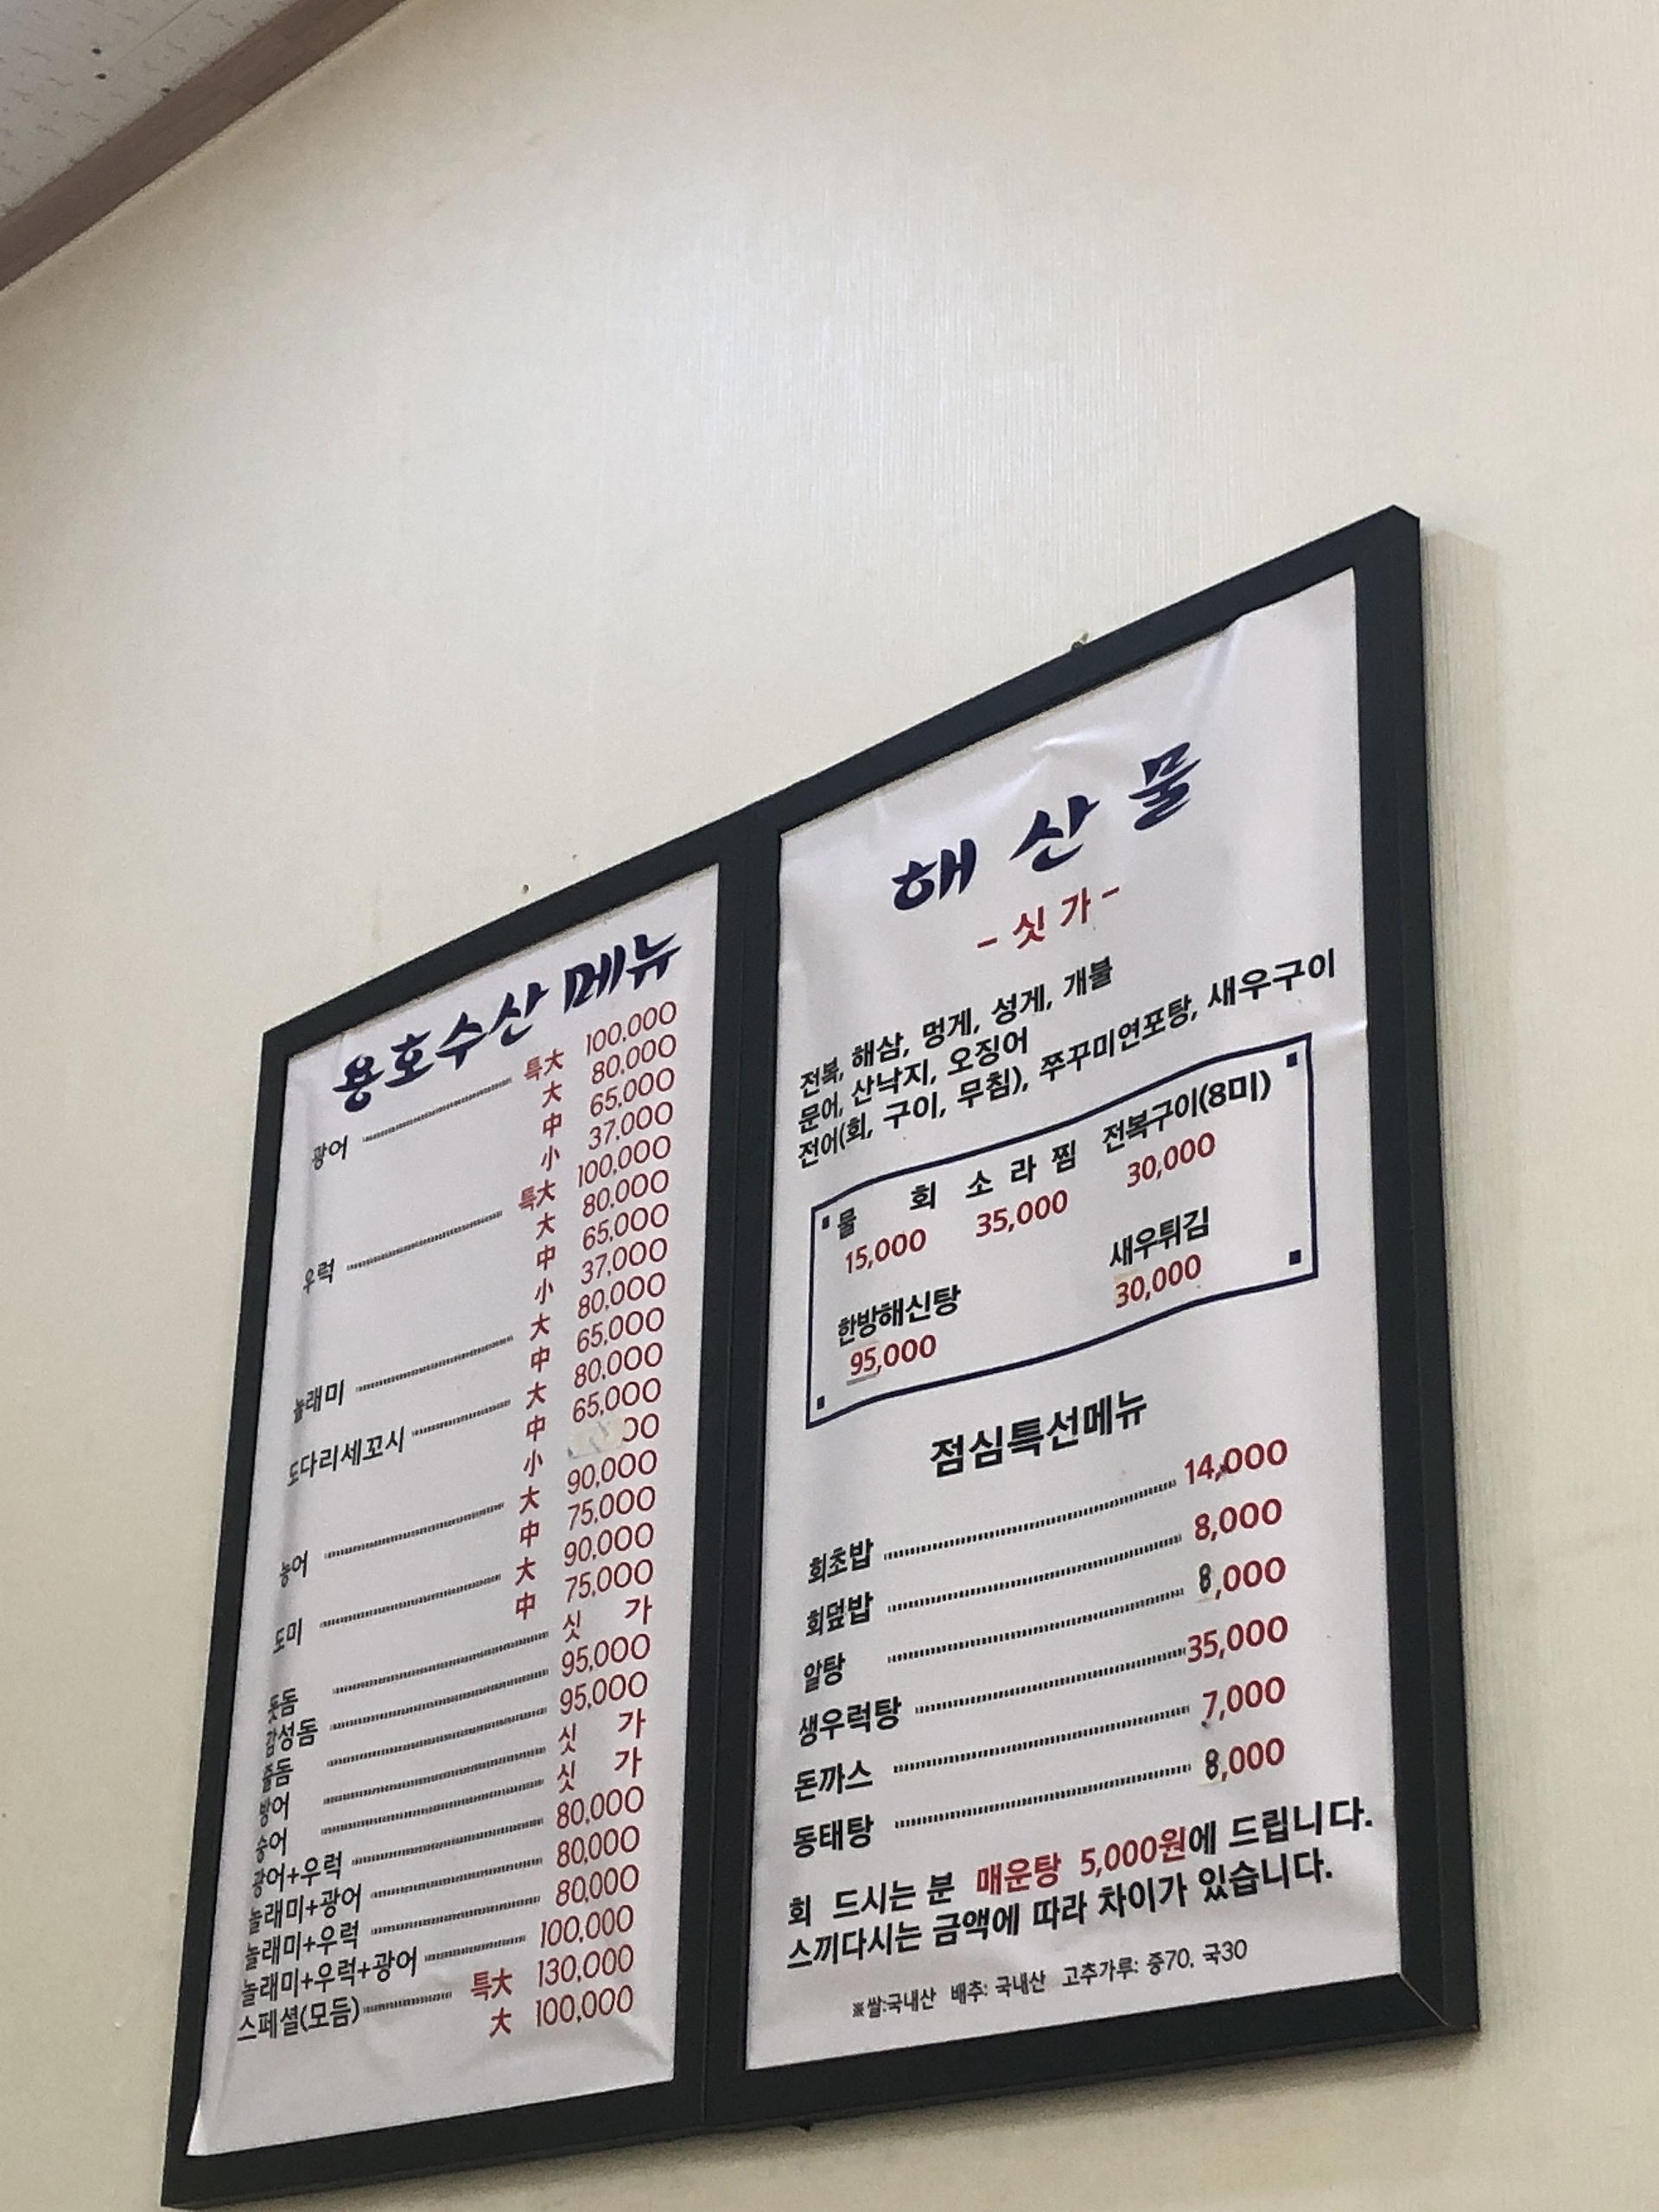 용호수산 메뉴
광어 特大 100,000
大 80,000
中 65,000
小 37,000
우럭 特大 100,000
大 80,000
中 65,000
小 37,000
놀래미 大 80,000
中 65,000
도다리세꼬시 大 80,000
中 65,000
小 00
농어 大 90,000
中 75,000
도미 大 90,000
中 75,000
돗돔 싯 가
감성돔 95,000
줄돔 95,000
방어 싯 가
숭어 싯 가
광어+우럭 80,000
놀래미+광어 80,000
놀래미+우럭 80,000
놀래미+우럭+광어 100,000
스페셜(모듬) 특大 130,000
大 100,000
해 산 물
- 싯 가 -
전복, 해삼, 멍게, 성게, 개불
문어, 산낙지, 오징어
전어(회, 구이, 무침), 쭈꾸미연포탕, 새우구이
물 회 소 라 찜 전복구이(8미)
15,000 35,000 30,000
한방해신탕 새우튀김
95,000 30,000
점심특선메뉴
회초밥 14,000
회덮밥 8,000
알탕 8,000
생우럭탕 35,000
돈까스 7,000
동태탕 8,000
회 드시는 분 매운탕 5,000원에 드립니다.
스끼다시는 금액에 따라 차이가 있습니다.
※쌀:국내산 배추: 국내산 고추가루: 중70, 국30